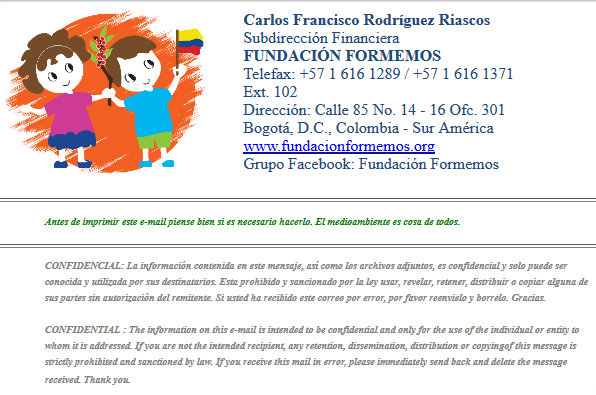 Carlos Francisco Rodríguez Riascos
Subdirección Financiera
FUNDACIÓN FORMEMOS
Telefax: +57 1 616 1289 / +57 1 616 1371
Ext. 102
Dirección: Calle 85 No. 14 - 16 Ofc. 301
Bogotá, D.C., Colombia - Sur América
www.fundacionformemos.org
Grupo Facebook: Fundación Formemos
Antes de imprimir este e-mail piense bien si es necesario hacerlo. El medioambiente es cosa de todos.
CONFIDENCIAL: La información contenida en este mensaje, así como los archivos adjuntos, es confidencial y solo puede ser
conocida y utilizada por sus destinatarios. Esta prohibido y sancionado por la ley usar, revelar, retener, distribuir o copiar alguna de
sus partes sin autorización del remitente. Si usted ha recibido este correo por error, por favor reenvielo y borrelo. Gracias.
CONFIDENTIAL : The information on this e-mail is intended to be confidential and only for the use of the individual or entity to
whom it is addressed. If you are not the intended recipient, any retention, dissemination, distribution or copyingof this message is
strictly prohibited and sanctioned by law. If you receive this mail in error, please immediately send back and delete the message
received. Thank you.